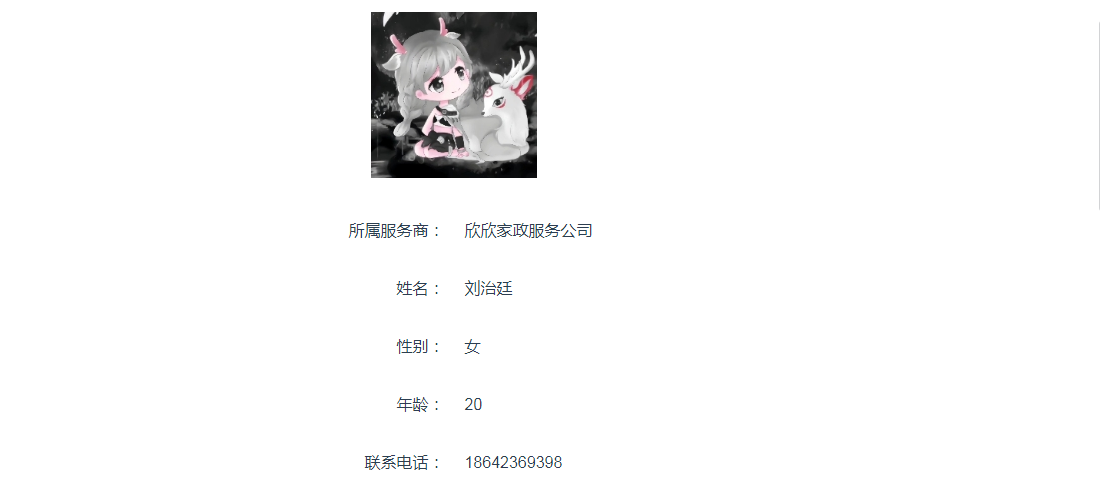 所属服务商： 欣欣家政服务公司
姓名： 刘治廷
性别： 女
年龄： 20
联系电话： 18642369398